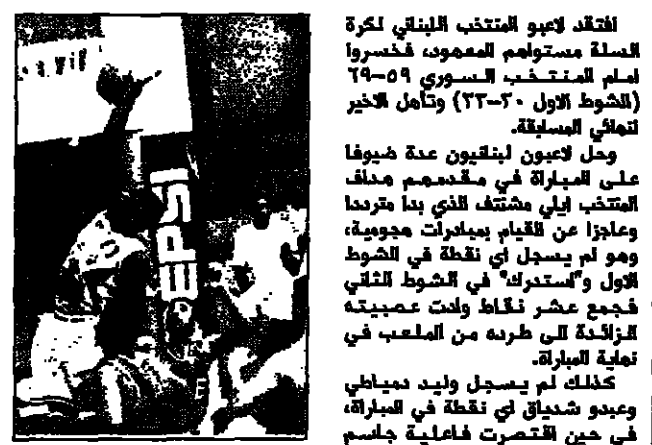 افتقد لاعبو المنتخب اللبناني لكرة
السلة مستواهم المعهود، فخسروا
امام المنتخب السوري ٥٩-٦٩
(الشوط الاول ٣٠-٣٣) وتأهل الاخير
لنهائي المسابقة.
وحل لاعبون لبنانيون عدة ضيوفا
على المباراة في مقدمهم هداف
المنتخب ايلي مشنتف الذي بدا مترددا
وعاجزا عن القيام بمبادرات هجومية،
وهو لم يسجل اي نقطة في الشوط
الاول و"استدرك" في الشوط الثاني
فجمع عشر نقاط وادت عصبيته
الزائدة الى طرده من الملعب في
نهاية المباراة.
كذلك لم يسجل وليد دمياطي
وعبدو شدياق اي نقطة في المباراة،
في حين اقتصرت فاعلية جاسم